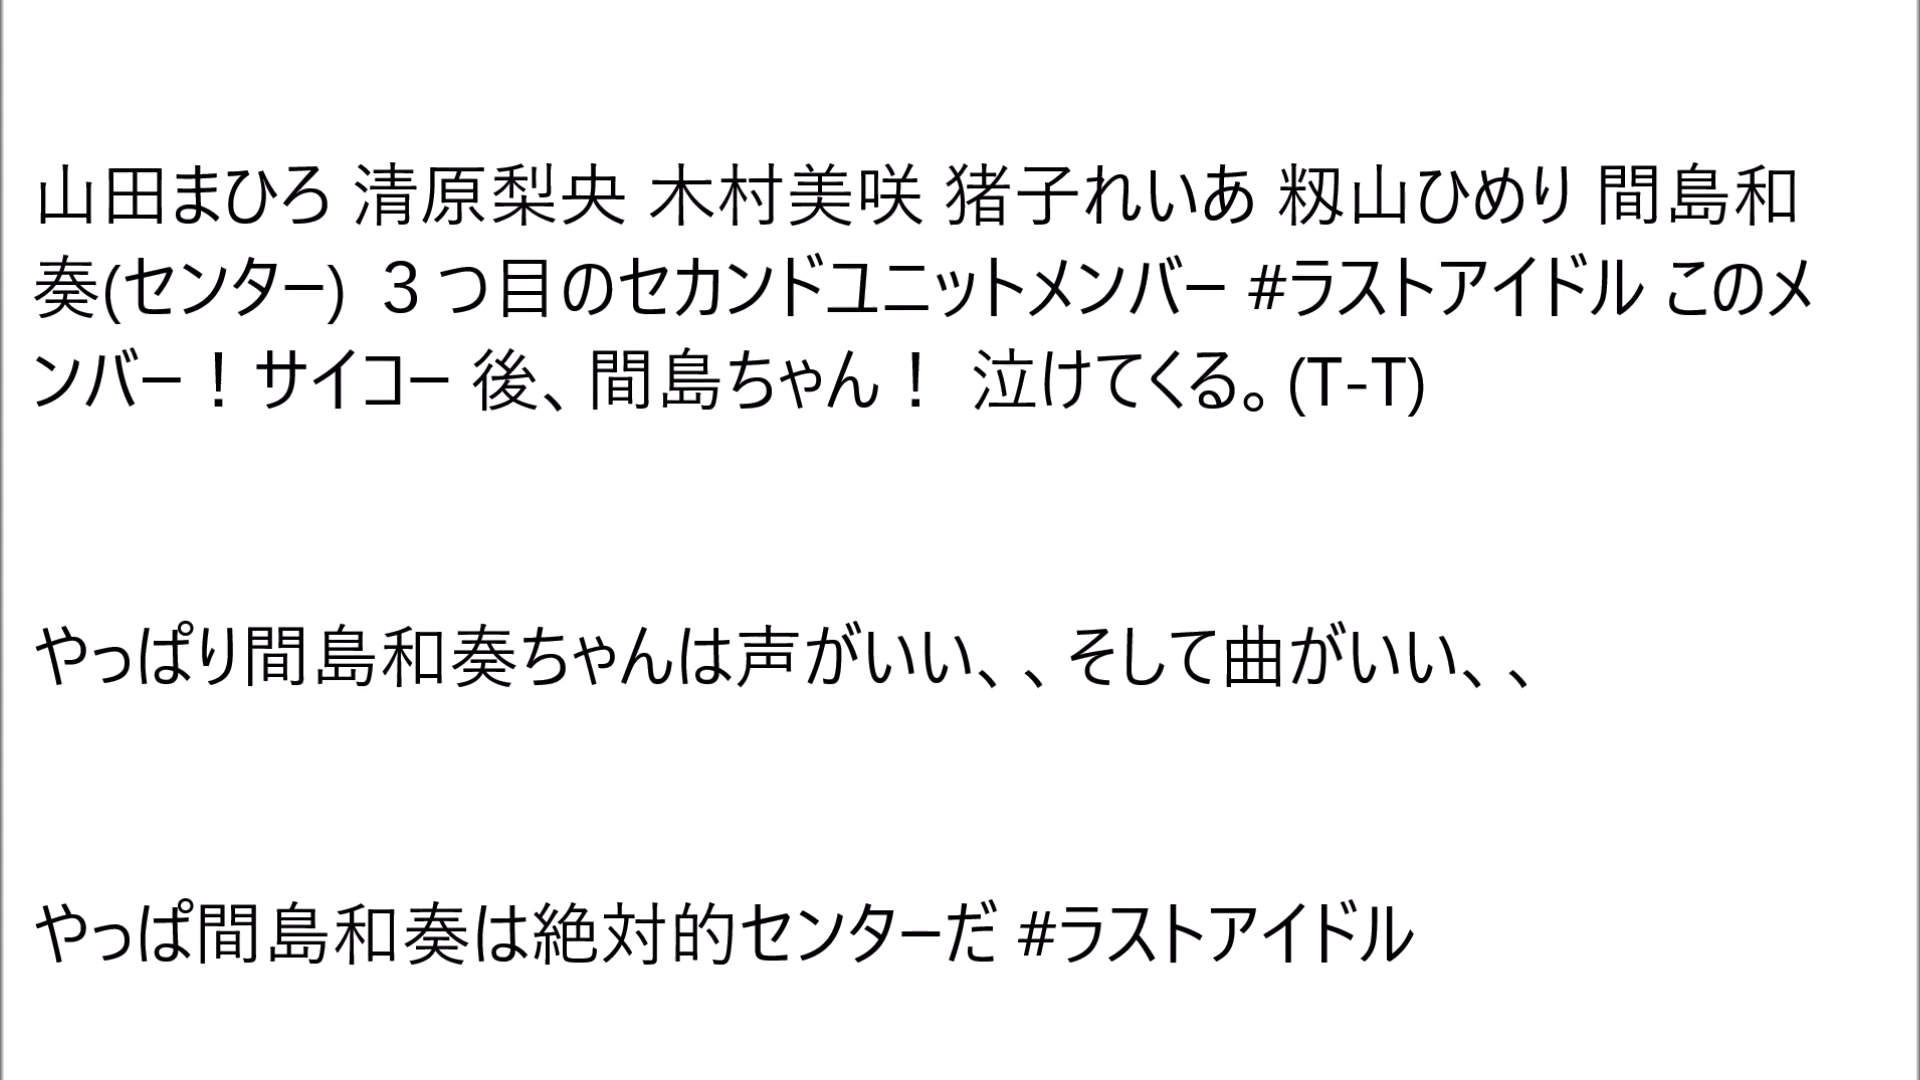 山田まひろ 清原梨央 木村美咲 猪子れいあ 籾山ひめり 間島和
奏(センター) ３つ目のセカンドユニットメンバー #ラストアイドル このメ
ンバー！サイコー 後、間島ちゃん！ 泣けてくる。(T-T)
やっぱり間島和奏ちゃんは声がいい、、そして曲がいい、、
やっぱ間島和奏は絶対的センターだ #ラストアイドル